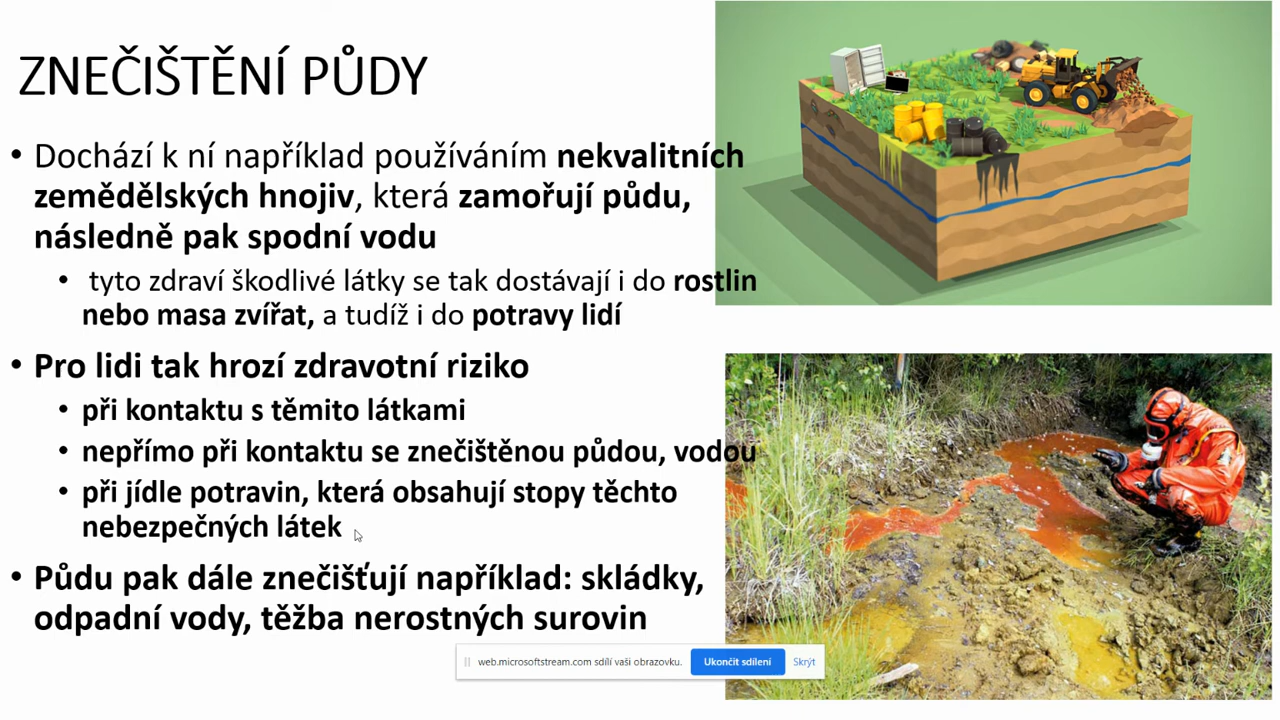 ZNEČIŠTĚNÍ PŮDY
• Dochází k ní například používáním nekvalitních
zemědělských hnojiv, která zamořují půdu,
následně pak spodní vodu
• tyto zdraví škodlivé látky se tak dostávají i do rostlin
nebo masa zvířat, a tudíž i do potravy lidí
• Pro lidi tak hrozí zdravotní riziko
• při kontaktu s těmito látkami
• nepřímo při kontaktu se znečištěnou půdou, vodou
• při jídle potravin, která obsahují stopy těchto
nebezpečných látek
• Půdu pak dále znečišťují například: skládky,
odpadní vody, těžba nerostných surovin
web.microsoftstream.com sdílí vaši obrazovku.
Ukončit sdílení
Skrýt